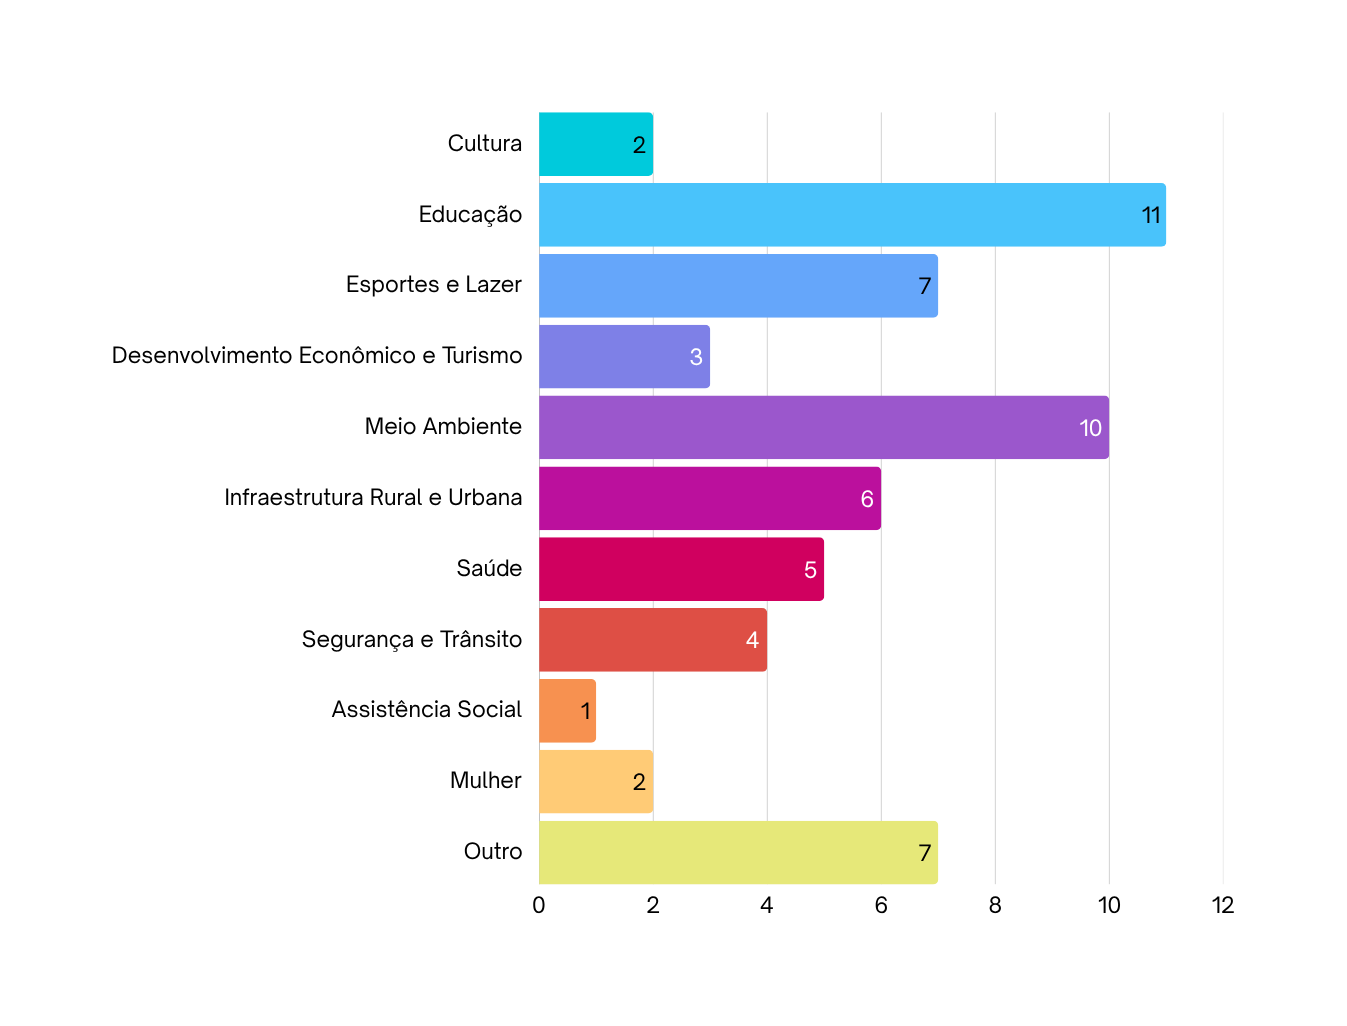 Cultura 2
Educação 11
Esportes e Lazer 7
Desenvolvimento Econômico e Turismo 3
Meio Ambiente 10
Infraestrutura Rural e Urbana 6
Saúde 5
Segurança e Trânsito 4
Assistência Social 1
Mulher 2
Outro 7
0 2 4 6 8 10 12